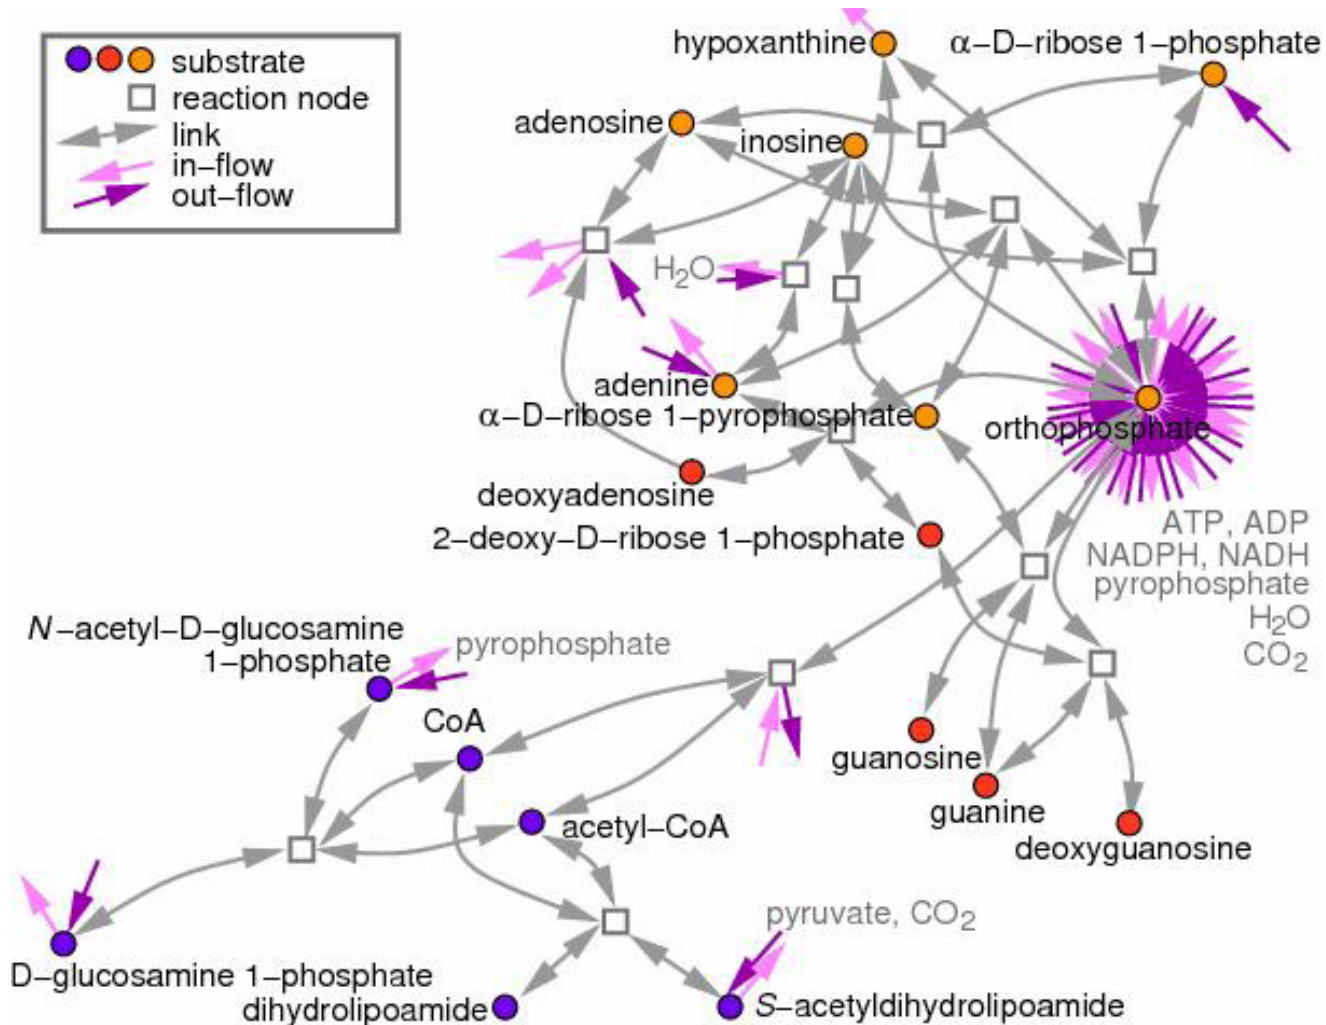 substrate
reaction node
link
in−flow
out−flow
hypoxanthine
α−D−ribose 1−phosphate
adenosine
inosine
H₂O
adenine
α−D−ribose 1−pyrophosphate
orthophosphate
deoxyadenosine
2−deoxy−D−ribose 1−phosphate
ATP, ADP
NADPH, NADH
pyrophosphate
H₂O
CO₂
N−acetyl−D−glucosamine
1−phosphate
pyrophosphate
CoA
guanosine
guanine
acetyl−CoA
deoxyguanosine
pyruvate, CO₂
D−glucosamine 1−phosphate
dihydrolipoamide
S−acetyldihydrolipoamide